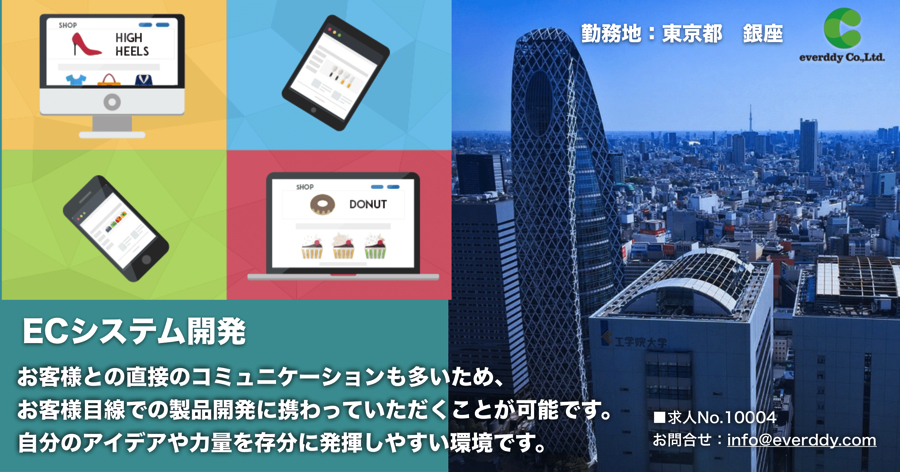 SHOP
HIGH
HEELS
SHOP
DONUT
勤務地：東京都　銀座
everddy Co.,Ltd.
工学院大学
ECシステム開発
お客様との直接のコミュニケーションも多いため、
お客様目線での製品開発に携わっていただくことが可能です。
自分のアイデアや力量を存分に発揮しやすい環境です。
■求人No.10004
お問合せ：info@everddy.com